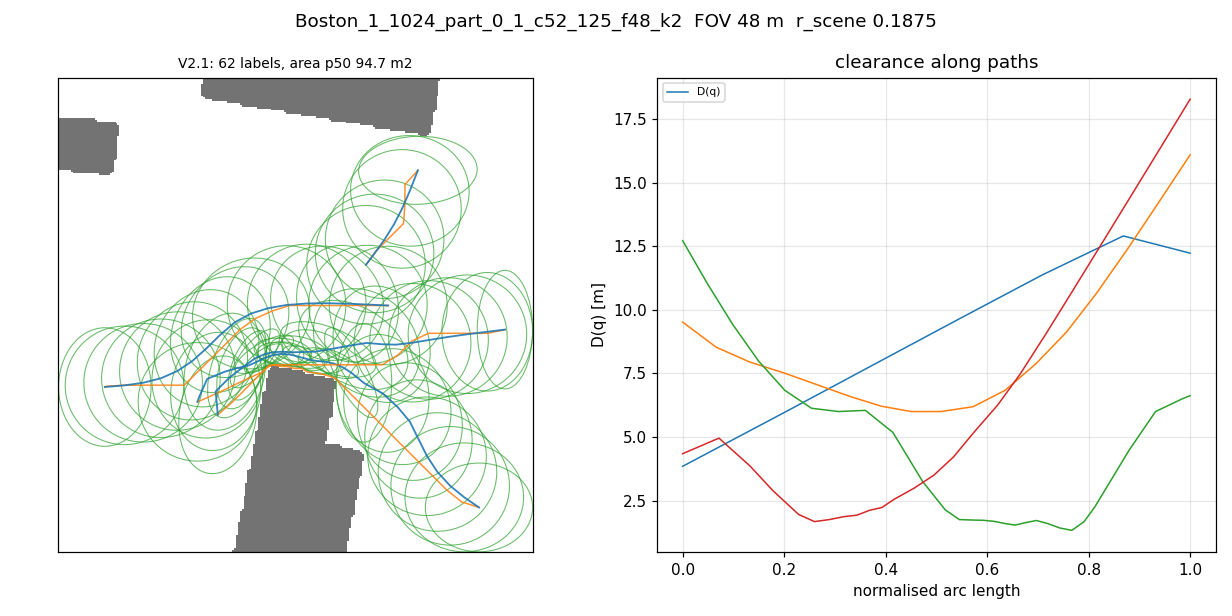 Boston_1_1024_part_0_1_c52_125_f48_k2 FOV 48 m r_scene 0.1875
V2.1: 62 labels, area p50 94.7 m2
clearance along paths
D(q)
17.5
15.0
12.5
10.0
7.5
5.0
2.5
D(q) [m]
0.0 0.2 0.4 0.6 0.8 1.0
normalised arc length